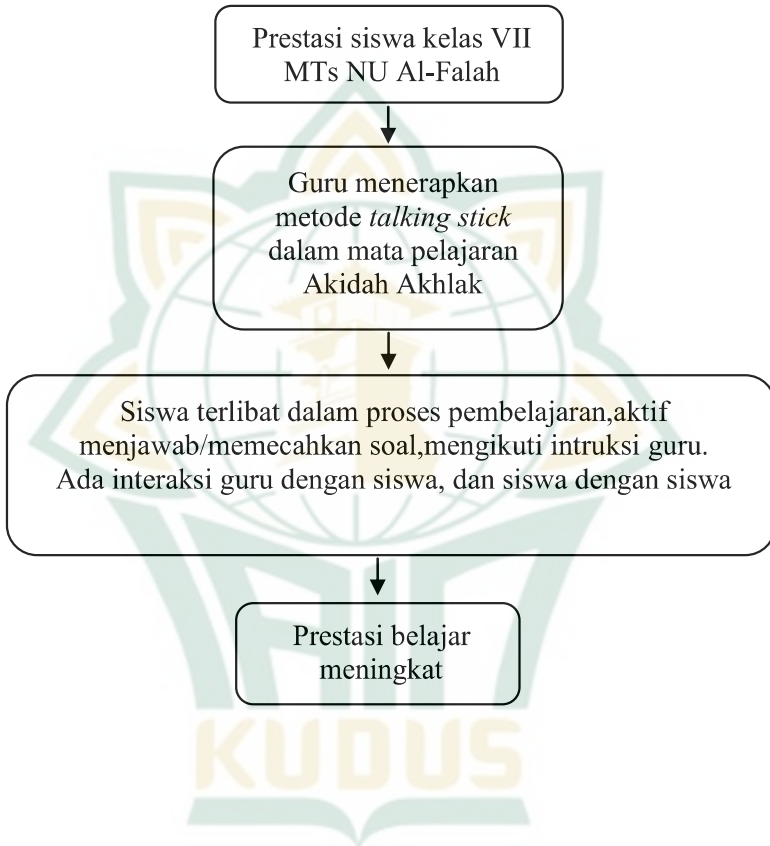 Prestasi siswa kelas VII
MTs NU Al-Falah
Guru menerapkan
metode talking stick
dalam mata pelajaran
Akidah Akhlak
Siswa terlibat dalam proses pembelajaran,aktif
menjawab/memecahkan soal,mengikuti intruksi guru.
Ada interaksi guru dengan siswa, dan siswa dengan siswa
Prestasi belajar
meningkat
IAIN
KUDUS